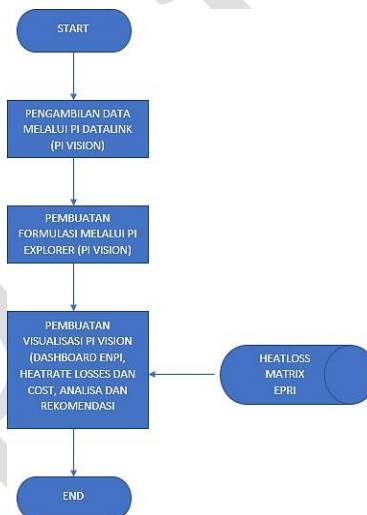 START
PENGAMBILAN DATA
MELALUI PI DATALINK
(PI VISION)
PEMBUATAN
FORMULASI MELALUI PI
EXPLORER (PI VISION)
PEMBUATAN
VISUALISASI PI VISION
(DASHBOARD ENPI,
HEATRATE LOSSES DAN
COST, ANALISA DAN
REKOMENDASI
HEATLOSS
MATRIX
EPRI
END